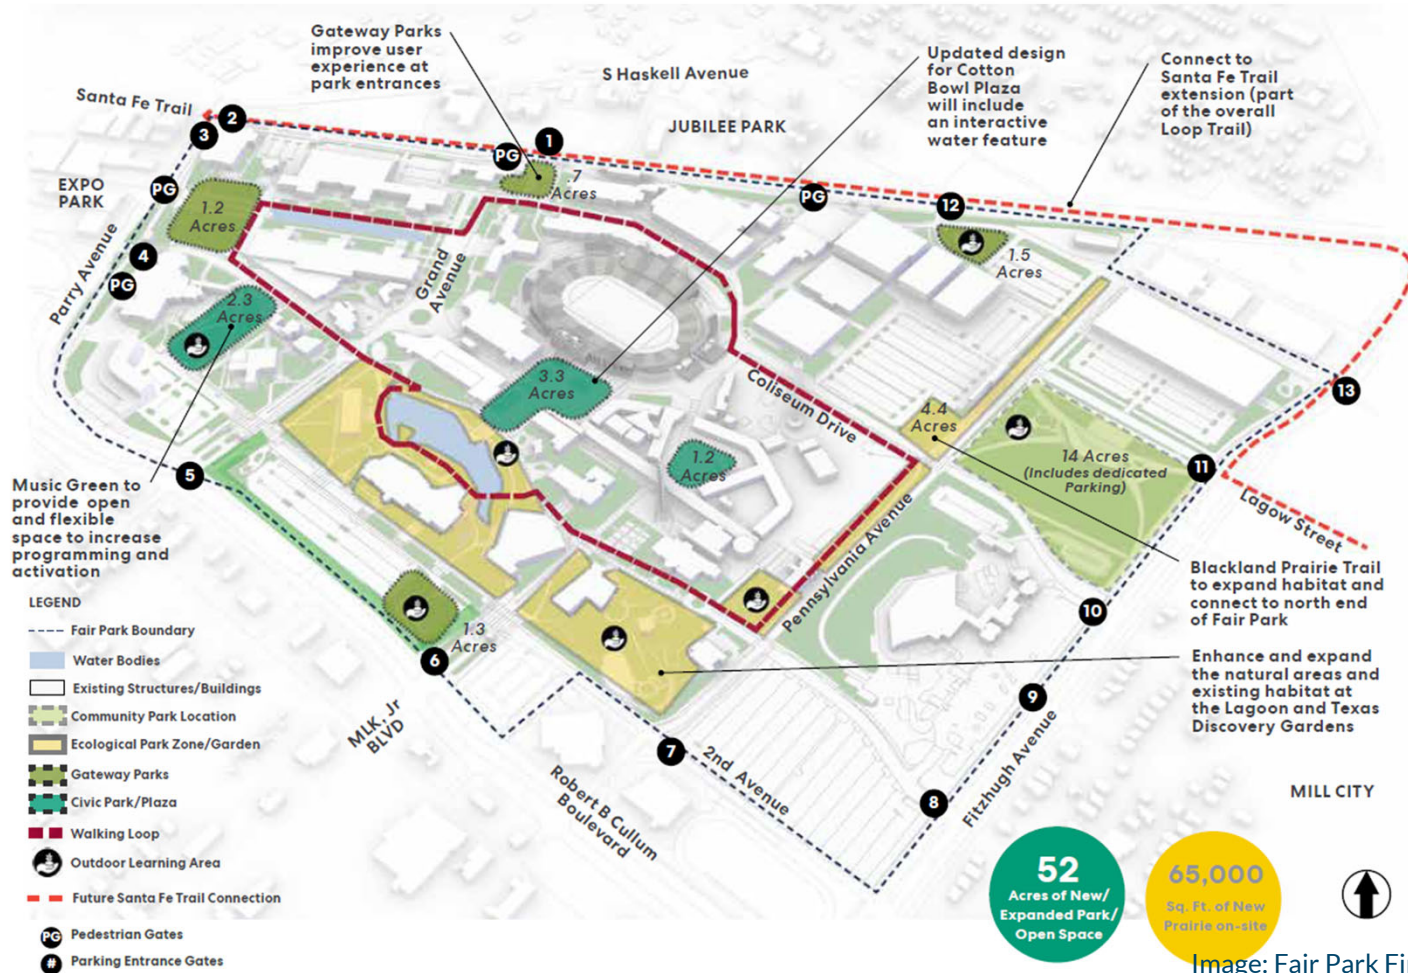 Gateway Parks
improve user
experience at
park entrances
S Haskell Avenue
JUBILEE PARK
Updated design
for Cotton
Bowl Plaza
will include
an interactive
water feature
Connect to
Santa Fe Trail
extension (part
of the overall
Loop Trail)
Santa Fe Trail
2
3
1
PG
.7
Acres
EXPO
PARK
PG
1.2
Acres
PG
12
1.5
Acres
4
PG
Parry Avenue
Grand
Avenue
2.3
Acres
3.3
Acres
Coliseum Drive
4.4
Acres
13
1.2
Acres
14 Acres
(Includes dedicated
Parking)
11
Lagow Street
5
Music Green to
provide open
and flexible
space to increase
programming and
activation
Pennsylvania Avenue
Blackland Prairie Trail
to expand habitat and
connect to north end
of Fair Park
10
1.3
Acres
6
MLK, Jr
BLVD
Enhance and expand
the natural areas and
existing habitat at
the Lagoon and Texas
Discovery Gardens
9
7
2nd Avenue
Robert B Cullum
Boulevard
8
Fitzhugh Avenue
MILL CITY
LEGEND
Fair Park Boundary
Water Bodies
Existing Structures/Buildings
Community Park Location
Ecological Park Zone/Garden
Gateway Parks
Civic Park/Plaza
Walking Loop
Outdoor Learning Area
Future Santa Fe Trail Connection
PG Pedestrian Gates
# Parking Entrance Gates
52
Acres of New/
Expanded Park/
Open Space
65,000
Sq. Ft. of New
Prairie on-site
Image: Fair Park Fi